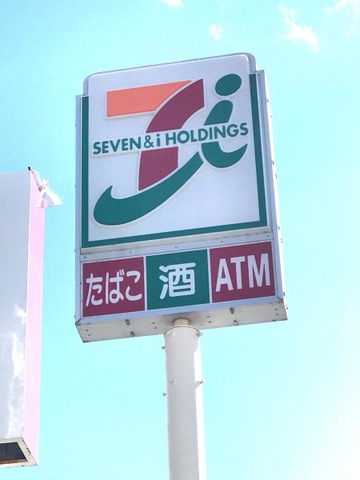 SEVEN & i HOLDINGS
たばこ 酒 ATM